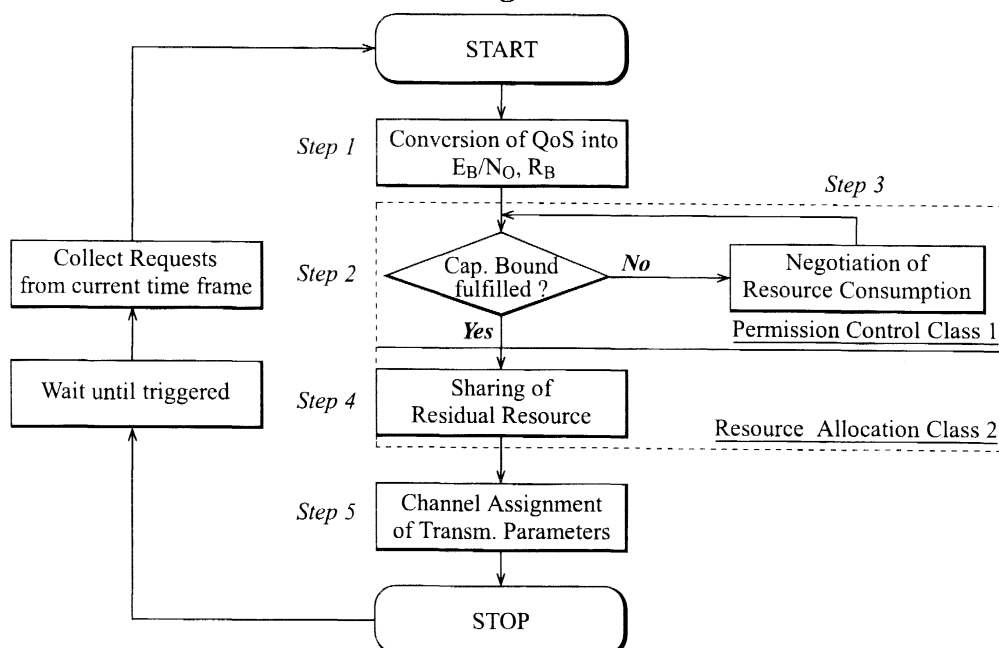 START
Step 1
Conversion of QoS into
E_B/N_O, R_B
Step 3
Collect Requests
from current time frame
Step 2
Cap. Bound
fulfilled ?
No
Negotiation of
Resource Consumption
Yes
Permission Control Class 1
Wait until triggered
Step 4
Sharing of
Residual Resource
Resource Allocation Class 2
Step 5
Channel Assignment
of Transm. Parameters
STOP